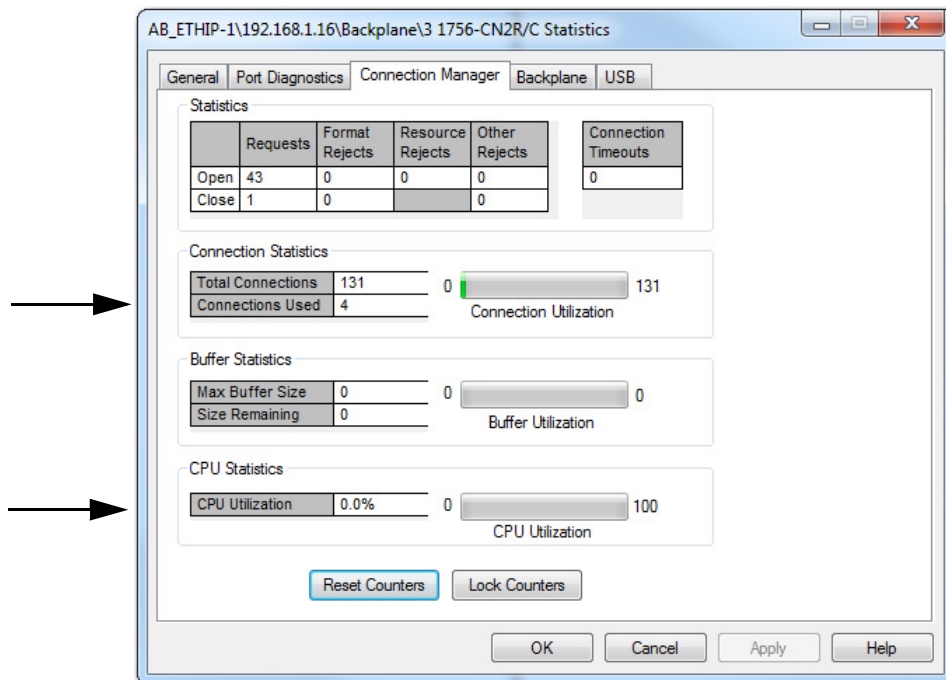 AB_ETHIP-1\192.168.1.16\Backplane\3 1756-CN2R/C Statistics
General Port Diagnostics Connection Manager Backplane USB
Statistics
Requests Format Rejects Resource Rejects Other Rejects Connection Timeouts
Open 43 0 0 0 0
Close 1 0 0
Connection Statistics
Total Connections 131 0 131
Connections Used 4
Connection Utilization
Buffer Statistics
Max Buffer Size 0 0 0
Size Remaining 0
Buffer Utilization
CPU Statistics
CPU Utilization 0.0% 0 100
CPU Utilization
Reset Counters Lock Counters
OK Cancel Apply Help